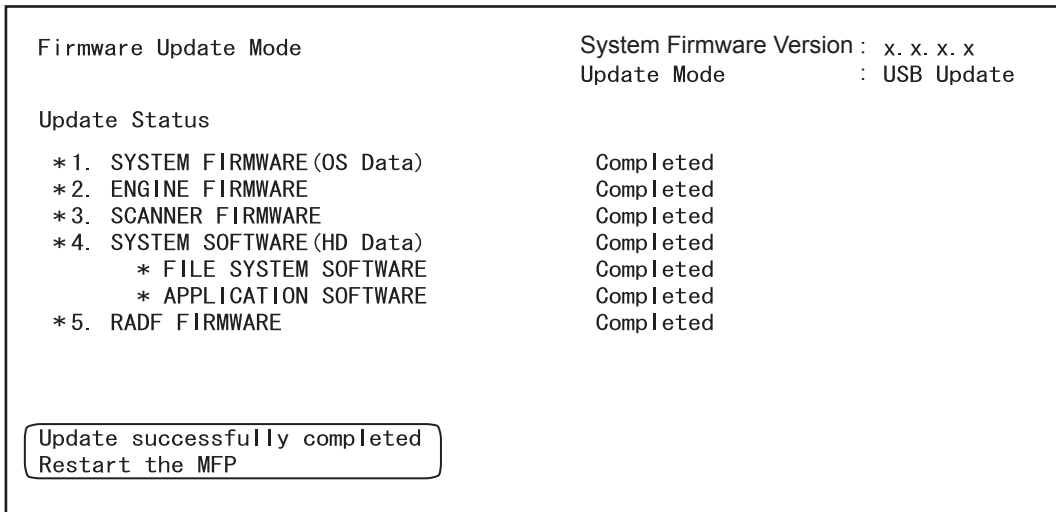 Firmware Update Mode System Firmware Version : x. x. x. x
Update Mode : USB Update
Update Status
*1. SYSTEM FIRMWARE(OS Data) Completed
*2. ENGINE FIRMWARE Completed
*3. SCANNER FIRMWARE Completed
*4. SYSTEM SOFTWARE(HD Data) Completed
* FILE SYSTEM SOFTWARE Completed
* APPLICATION SOFTWARE Completed
*5. RADF FIRMWARE Completed
Update successfully completed
Restart the MFP